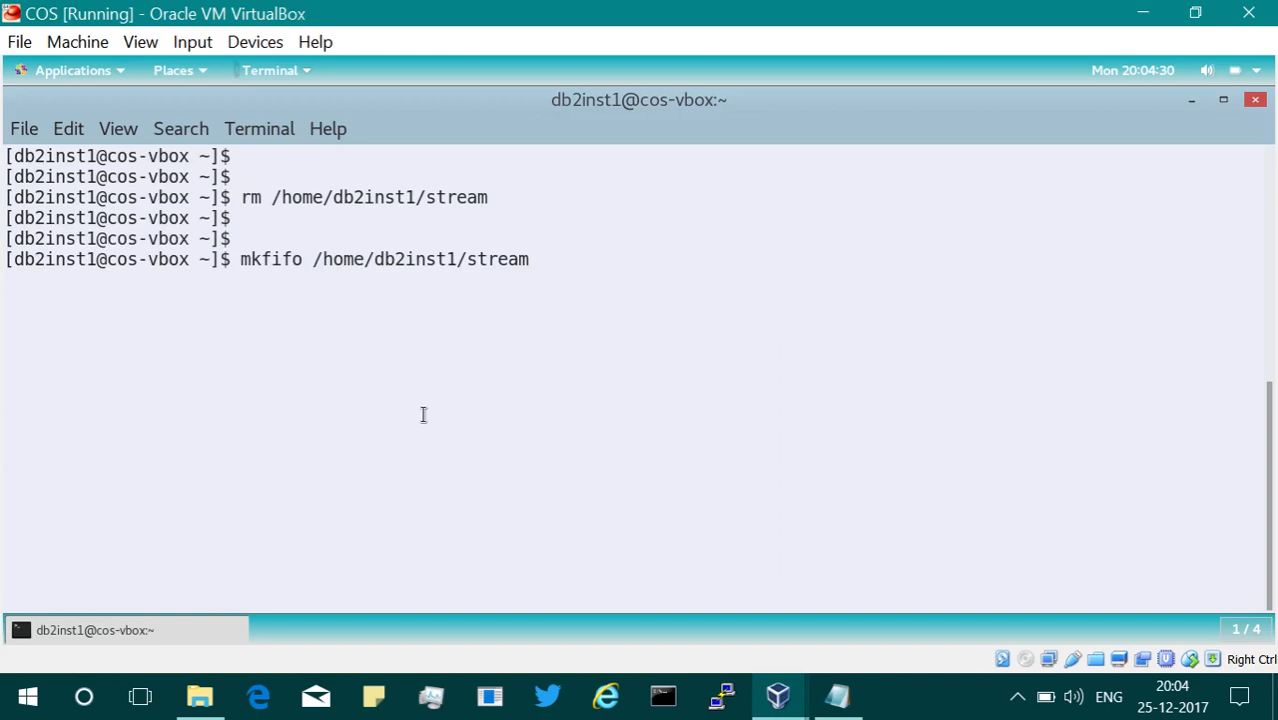 COS [Running] - Oracle VM VirtualBox
File Machine View Input Devices Help
Applications Places Terminal Mon 20:04:30
db2inst1@cos-vbox:~
File Edit View Search Terminal Help
[db2inst1@cos-vbox ~]$
[db2inst1@cos-vbox ~]$
[db2inst1@cos-vbox ~]$ rm /home/db2inst1/stream
[db2inst1@cos-vbox ~]$
[db2inst1@cos-vbox ~]$
[db2inst1@cos-vbox ~]$ mkfifo /home/db2inst1/stream
db2inst1@cos-vbox:~ 1 / 4
Right Ctrl
ENG 20:04
25-12-2017